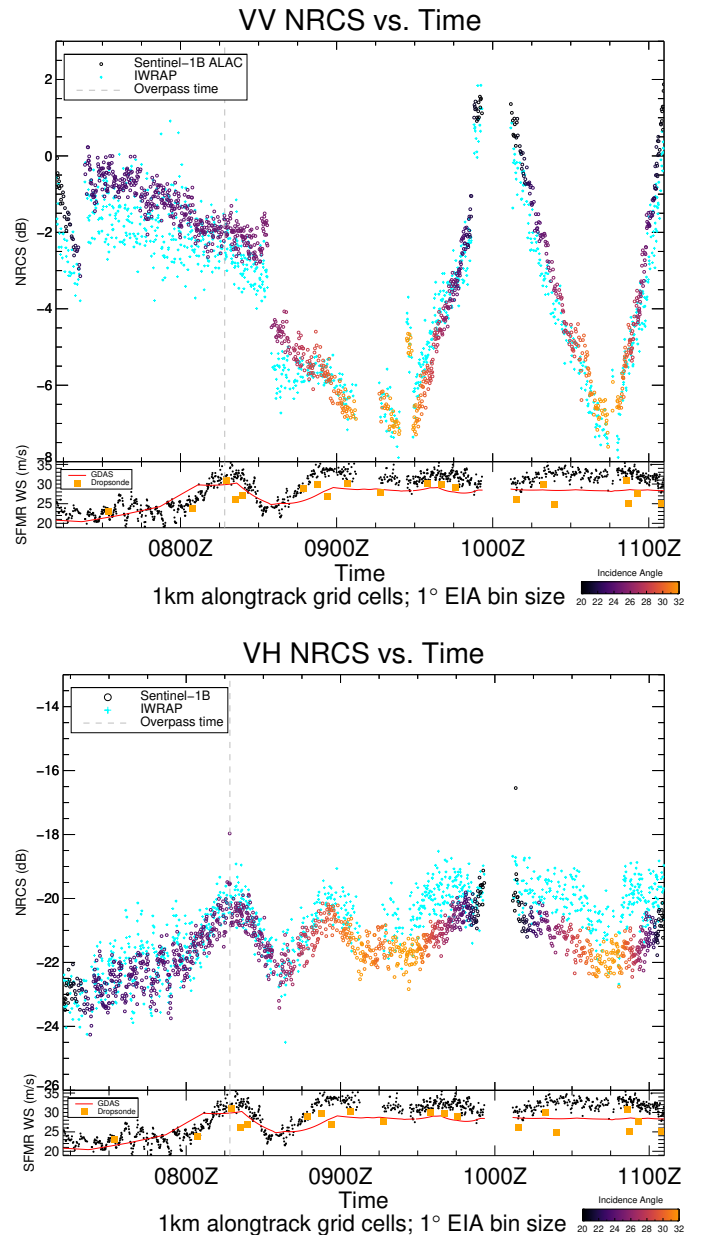 VV NRCS vs. Time
Sentinel-1B ALAC
IWRAP
Overpass time
2
0
-2
-4
-6
-8
NRCS (dB)
35
30
25
20
SFMR WS (m/s)
GDAS
Dropsonde
0800Z 0900Z 1000Z 1100Z
Time
1km alongtrack grid cells; 1° EIA bin size
Incidence Angle
20 22 24 26 28 30 32
VH NRCS vs. Time
Sentinel-1B
IWRAP
Overpass time
-14
-16
-18
-20
-22
-24
-26
NRCS (dB)
35
30
25
20
SFMR WS (m/s)
GDAS
Dropsonde
0800Z 0900Z 1000Z 1100Z
Time
1km alongtrack grid cells; 1° EIA bin size
Incidence Angle
20 22 24 26 28 30 32